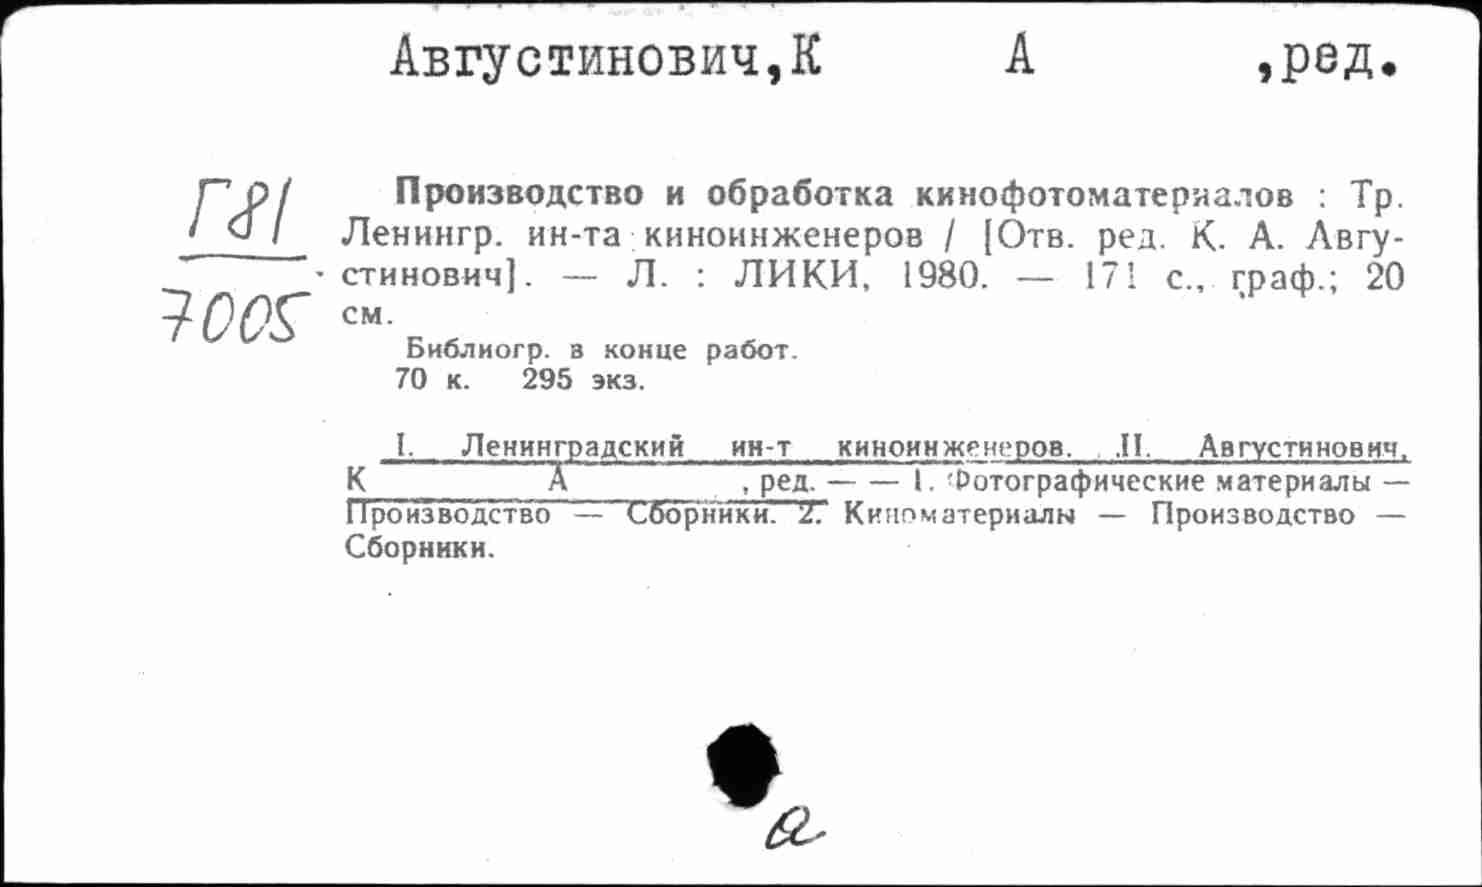 Августинович,К А ,ред.
Г81
7005
Производство и обработка кинофотоматериалов : Тр.
Ленингр. ин-та киноинженеров / [Отв. ред. К. А. Авгу-
стинович]. — Л. : ЛИКИ, 1980. — 171 с., граф.; 20
см.
Библиогр. в конце работ.
70 к. 295 экз.
I. Ленинградский ин-т киноинженеров. II. Августинович,
К А , ред. — — 1. Фотографические материалы —
Производство — Сборники. 2. Киноматериалы — Производство —
Сборники.
а